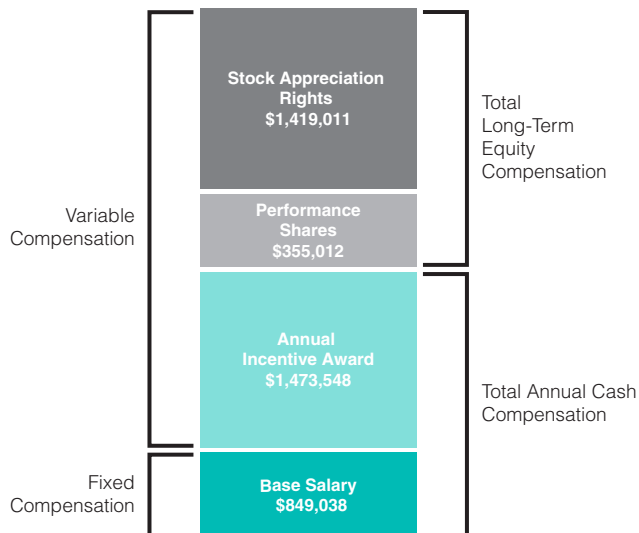 Stock Appreciation
Rights
$1,419,011
Total
Long-Term
Equity
Compensation
Variable
Compensation
Performance
Shares
$355,012
Annual
Incentive Award
$1,473,548
Total Annual Cash
Compensation
Fixed
Compensation
Base Salary
$849,038